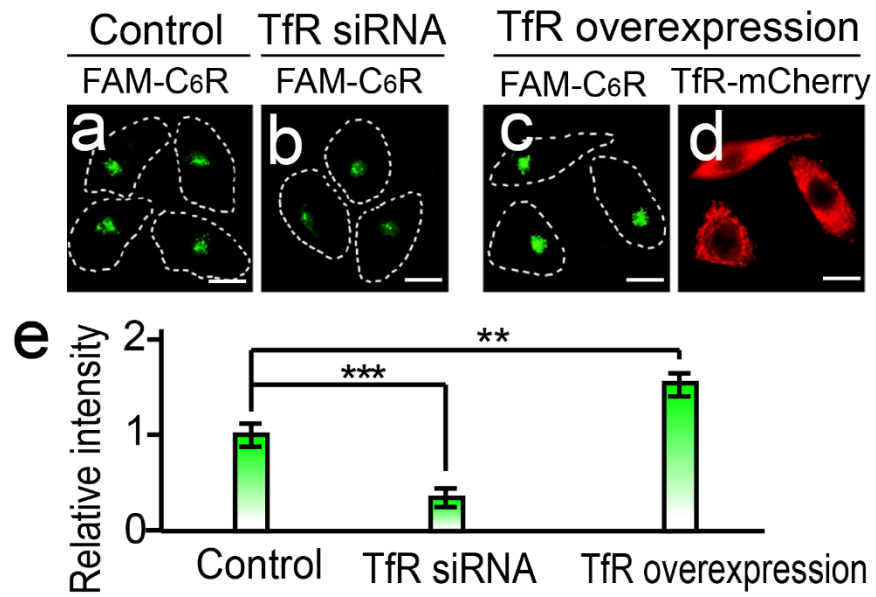 Control TfR siRNA TfR overexpression
FAM-C6R FAM-C6R FAM-C6R TfR-mCherry
a b c d
e
Relative intensity
2
1
0
**
***
Control TfR siRNA TfR overexpression